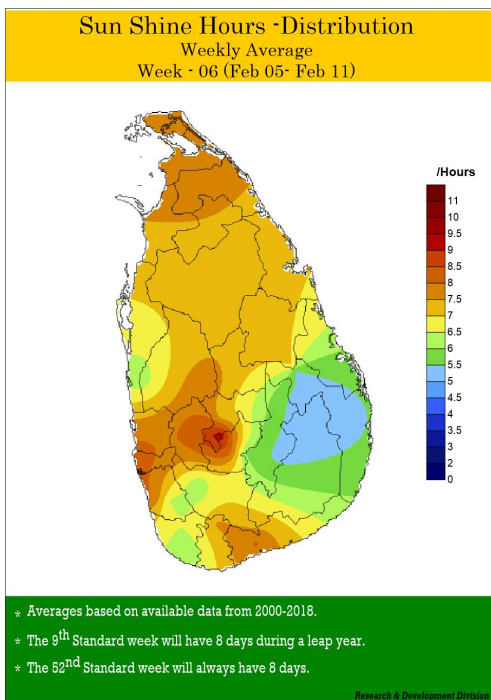 Sun Shine Hours -Distribution
Weekly Average
Week - 06 (Feb 05- Feb 11)
/Hours
11
10
9.5
9
8.5
8
7.5
7
6.5
6
5.5
5
4.5
4
3.5
3
2
0
* Averages based on available data from 2000-2018.
* The 9th Standard week will have 8 days during a leap year.
* The 52nd Standard week will always have 8 days.
Research & Development Division